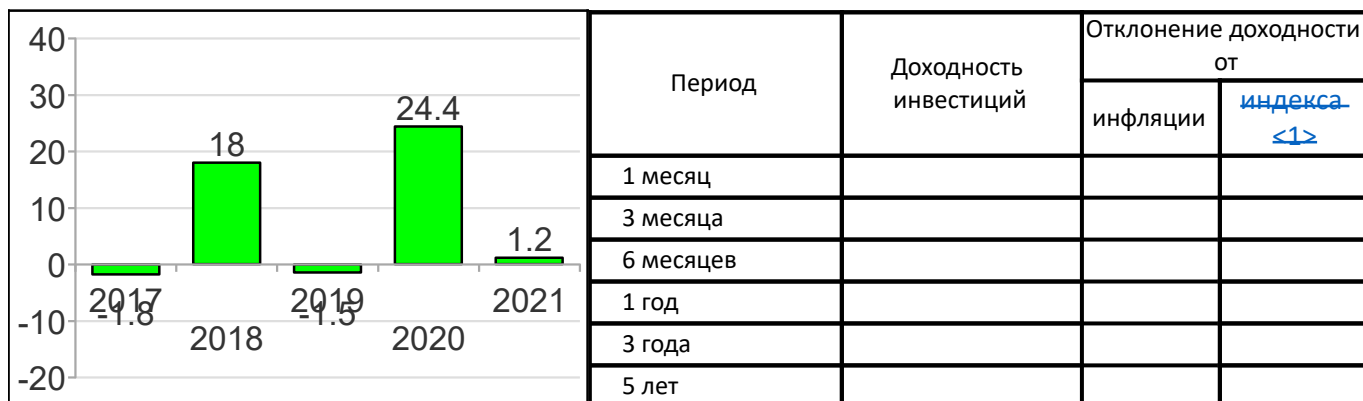 40
30
20
10
0
-10
-20
-1.8
18
-1.5
24.4
1.2
2017
2018
2019
2020
2021
Период
Доходность
инвестиций
Отклонение доходности
от
инфляции
индекса
<1>
1 месяц
3 месяца
6 месяцев
1 год
3 года
5 лет